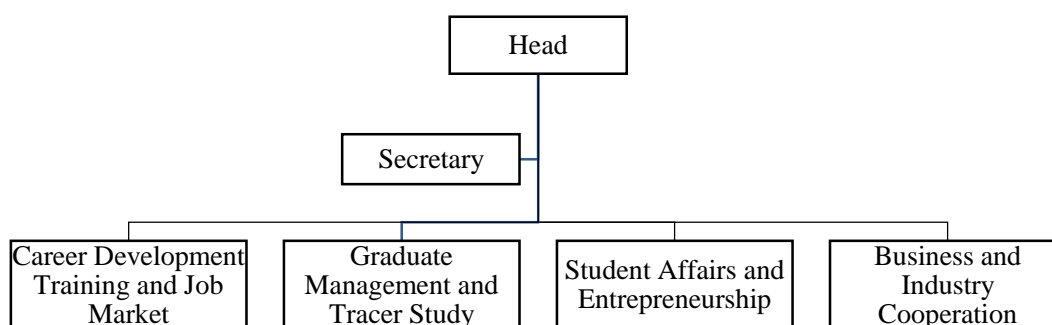 Head
Secretary
Career Development
Training and Job
Market
Graduate
Management and
Tracer Study
Student Affairs and
Entrepreneurship
Business and
Industry
Cooperation